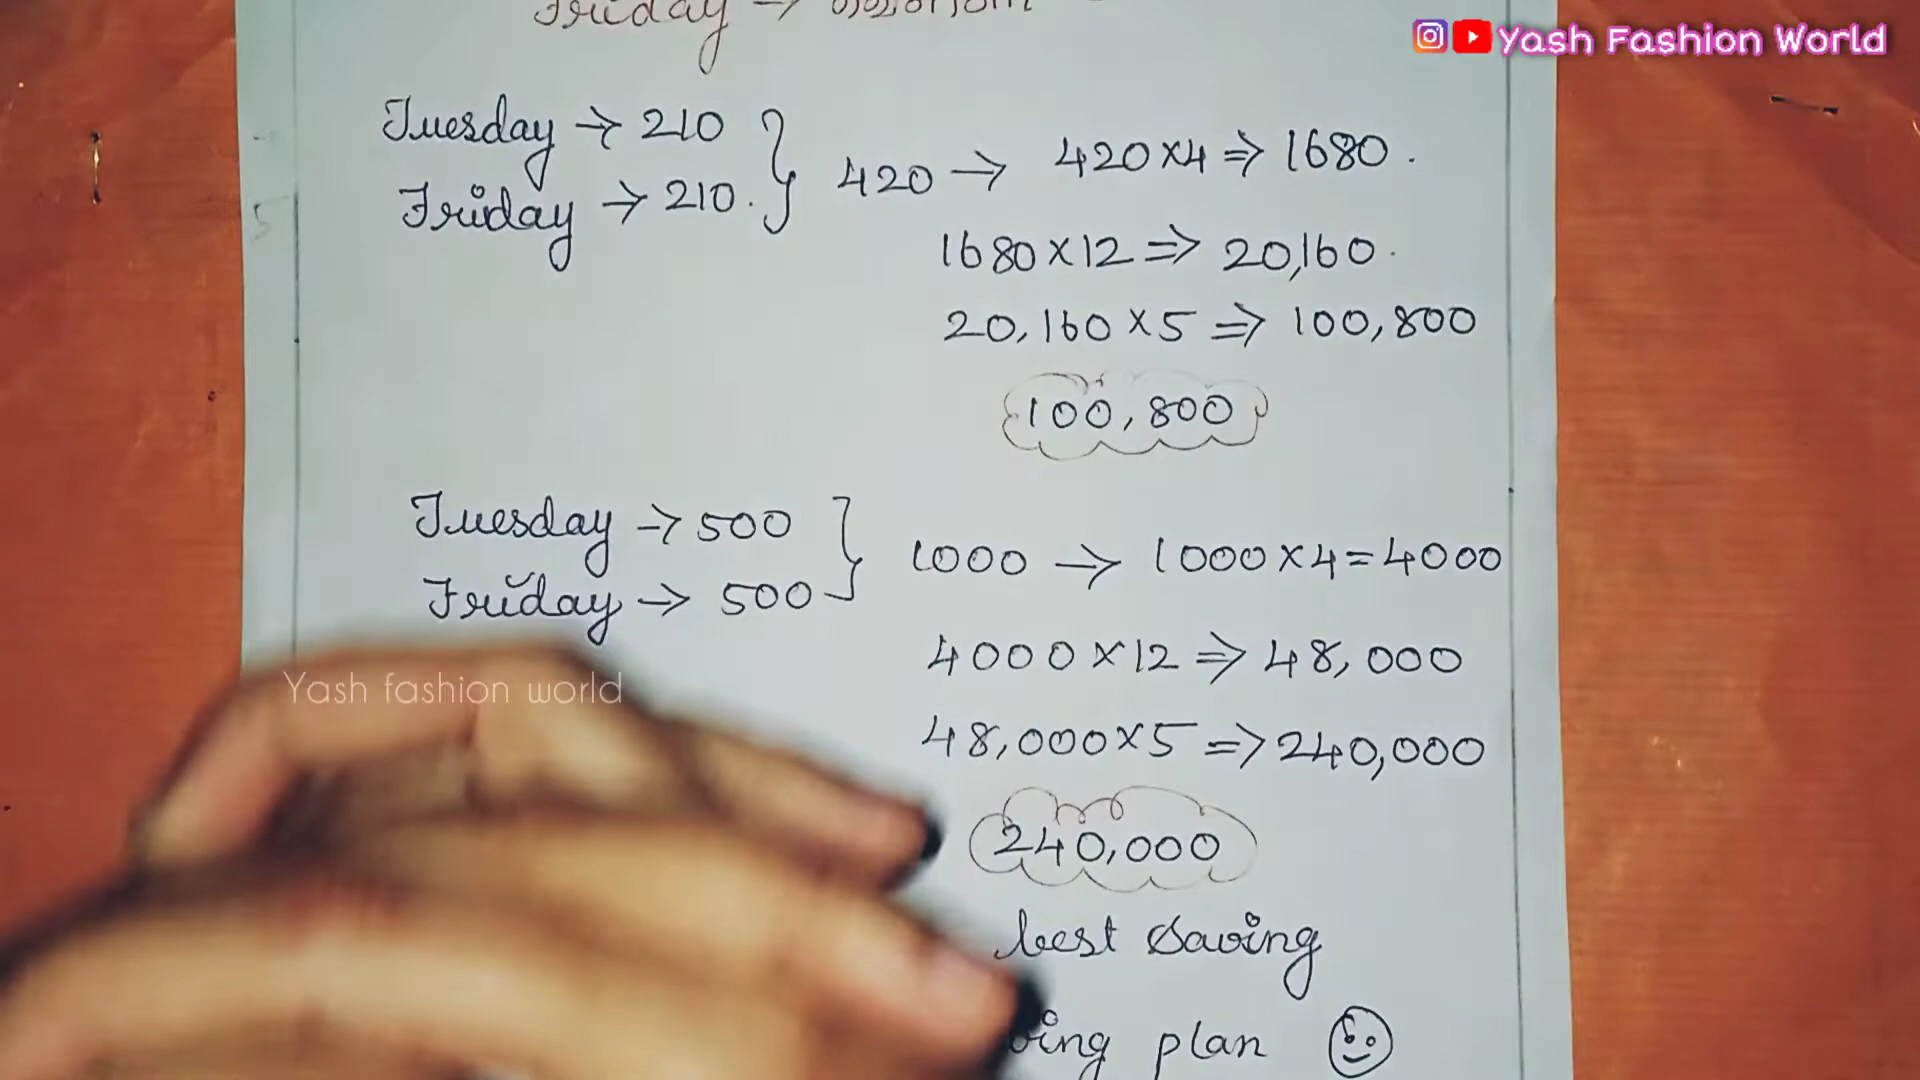 Friday →
Yash Fashion World
Tuesday → 210
Friday → 210.
420 → 420×4 ⇒ 1680.
1680×12 ⇒ 20,160.
20,160×5 ⇒ 100,800
100,800
Tuesday → 500
Friday → 500
1000 → 1000×4=4000
4000×12 ⇒ 48,000
Yash fashion world
48,000×5 ⇒ 240,000
240,000
best saving
plan